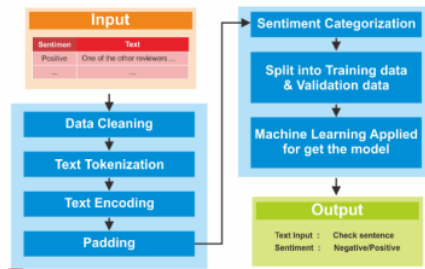 Input
Sentimen Text
Positive One of the other reviewers ...
... ...
Data Cleaning
Text Tokenization
Text Encoding
Padding
Sentiment Categorization
Split into Training data
& Validation data
Machine Learning Applied
for get the model
Output
Text Input : Check sentence
Sentiment : Negative/Positive